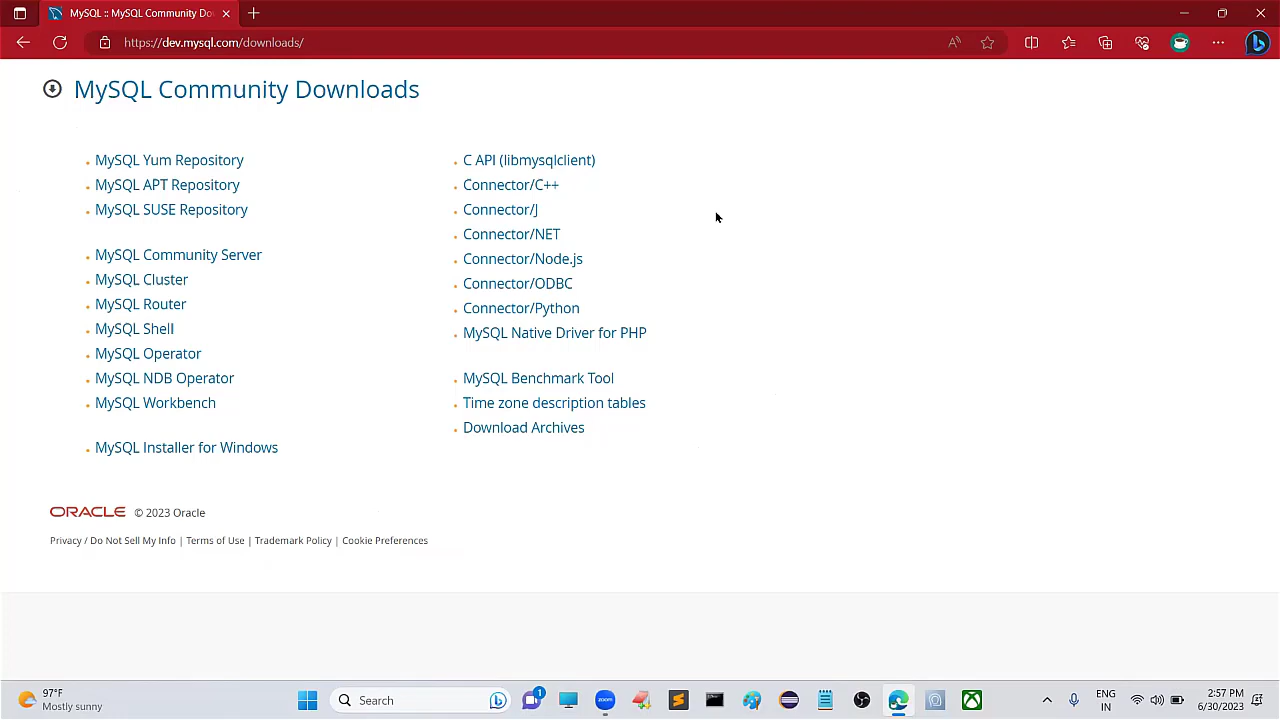 MySQL :: MySQL Community Do
https://dev.mysql.com/downloads/
MySQL Community Downloads
MySQL Yum Repository
MySQL APT Repository
MySQL SUSE Repository
MySQL Community Server
MySQL Cluster
MySQL Router
MySQL Shell
MySQL Operator
MySQL NDB Operator
MySQL Workbench
MySQL Installer for Windows
C API (libmysqlclient)
Connector/C++
Connector/J
Connector/NET
Connector/Node.js
Connector/ODBC
Connector/Python
MySQL Native Driver for PHP
MySQL Benchmark Tool
Time zone description tables
Download Archives
ORACLE © 2023 Oracle
Privacy / Do Not Sell My Info | Terms of Use | Trademark Policy | Cookie Preferences
97°F
Mostly sunny
Search
1
zoom
ENG
IN
2:57 PM
6/30/2023